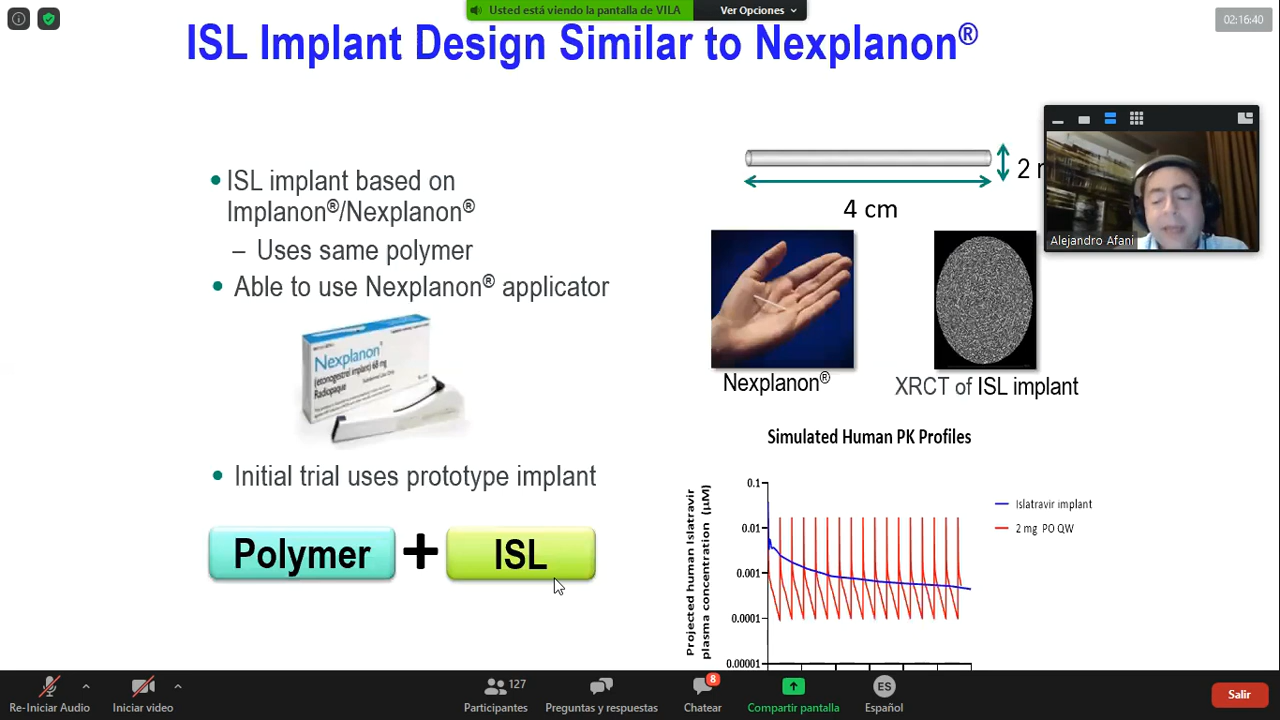 Usted está viendo la pantalla de VILA
Ver Opciones
02:16:40
ISL Implant Design Similar to Nexplanon®
• ISL implant based on
Implanon®/Nexplanon®
– Uses same polymer
• Able to use Nexplanon® applicator
Nexplanon
(etonogestrel implant) 68 mg
Radiopaque
• Initial trial uses prototype implant
Polymer + ISL
2
4 cm
Alejandro Afani
Nexplanon®
XRCT of ISL implant
Simulated Human PK Profiles
Projected human Islatravir
plasma concentration (µM)
0.1
0.01
0.001
0.0001
0.00001
Islatravir implant
2 mg PO QW
Re-Iniciar Audio
Iniciar video
127
Participantes
Preguntas y respuestas
8
Chatear
Compartir pantalla
ES
Español
Salir